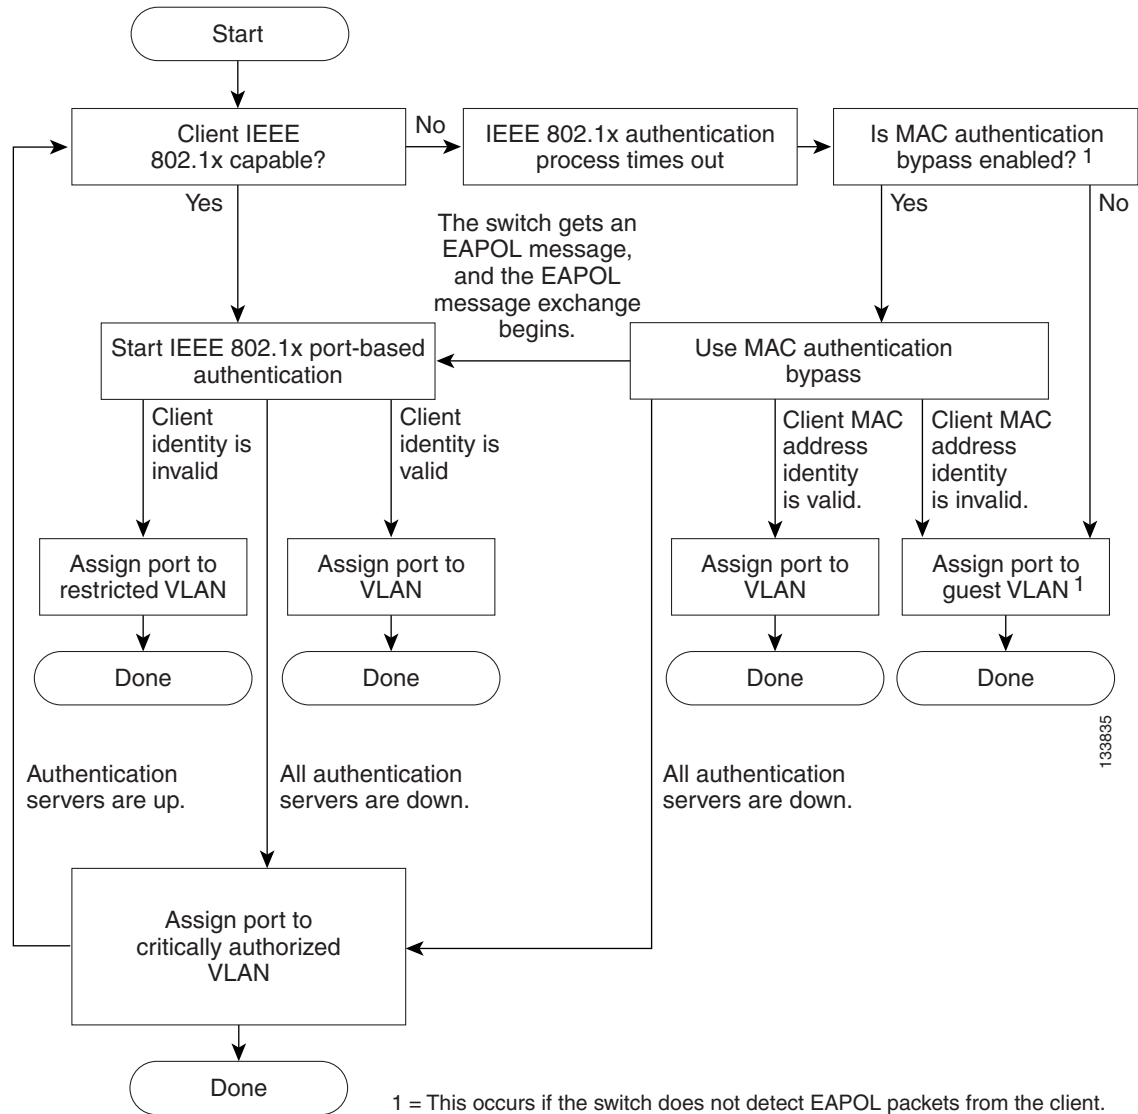 Start
Client IEEE
802.1x capable?
No
IEEE 802.1x authentication
process times out
Is MAC authentication
bypass enabled? 1
Yes
The switch gets an
EAPOL message,
and the EAPOL
message exchange
begins.
Yes
No
Start IEEE 802.1x port-based
authentication
Use MAC authentication
bypass
Client
identity is
invalid
Client
identity is
valid
Client MAC
address
identity
is valid.
Client MAC
address
identity
is invalid.
Assign port to
restricted VLAN
Assign port to
VLAN
Assign port to
VLAN
Assign port to
guest VLAN 1
Done
Done
Done
Done
133835
Authentication
servers are up.
All authentication
servers are down.
All authentication
servers are down.
Assign port to
critically authorized
VLAN
Done
1 = This occurs if the switch does not detect EAPOL packets from the client.